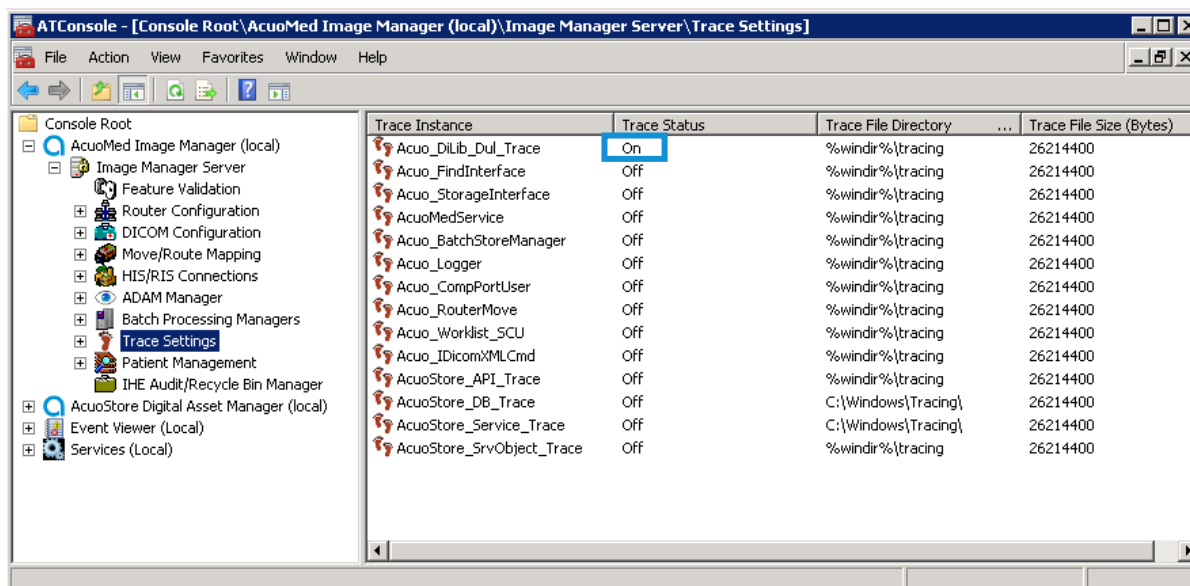 ATConsole - [Console Root\AcuoMed Image Manager (local)\Image Manager Server\Trace Settings]
File Action View Favorites Window Help
Console Root
AcuoMed Image Manager (local)
Image Manager Server
Feature Validation
Router Configuration
DICOM Configuration
Move/Route Mapping
HIS/RIS Connections
ADAM Manager
Batch Processing Managers
Trace Settings
Patient Management
IHE Audit/Recycle Bin Manager
AcuoStore Digital Asset Manager (local)
Event Viewer (Local)
Services (Local)
Trace Instance Trace Status Trace File Directory ... Trace File Size (Bytes)
Acuo_DiLib_Dul_Trace On %windir%\tracing 26214400
Acuo_FindInterface Off %windir%\tracing 26214400
Acuo_StorageInterface Off %windir%\tracing 26214400
AcuoMedService Off %windir%\tracing 26214400
Acuo_BatchStoreManager Off %windir%\tracing 26214400
Acuo_Logger Off %windir%\tracing 26214400
Acuo_CompPortUser Off %windir%\tracing 26214400
Acuo_RouterMove Off %windir%\tracing 26214400
Acuo_Worklist_SCU Off %windir%\tracing 26214400
Acuo_IDicomXMLCmd Off %windir%\tracing 26214400
AcuoStore_API_Trace Off %windir%\tracing 26214400
AcuoStore_DB_Trace Off C:\Windows\Tracing\ 26214400
AcuoStore_Service_Trace Off C:\Windows\Tracing\ 26214400
AcuoStore_SrvObject_Trace Off %windir%\tracing 26214400